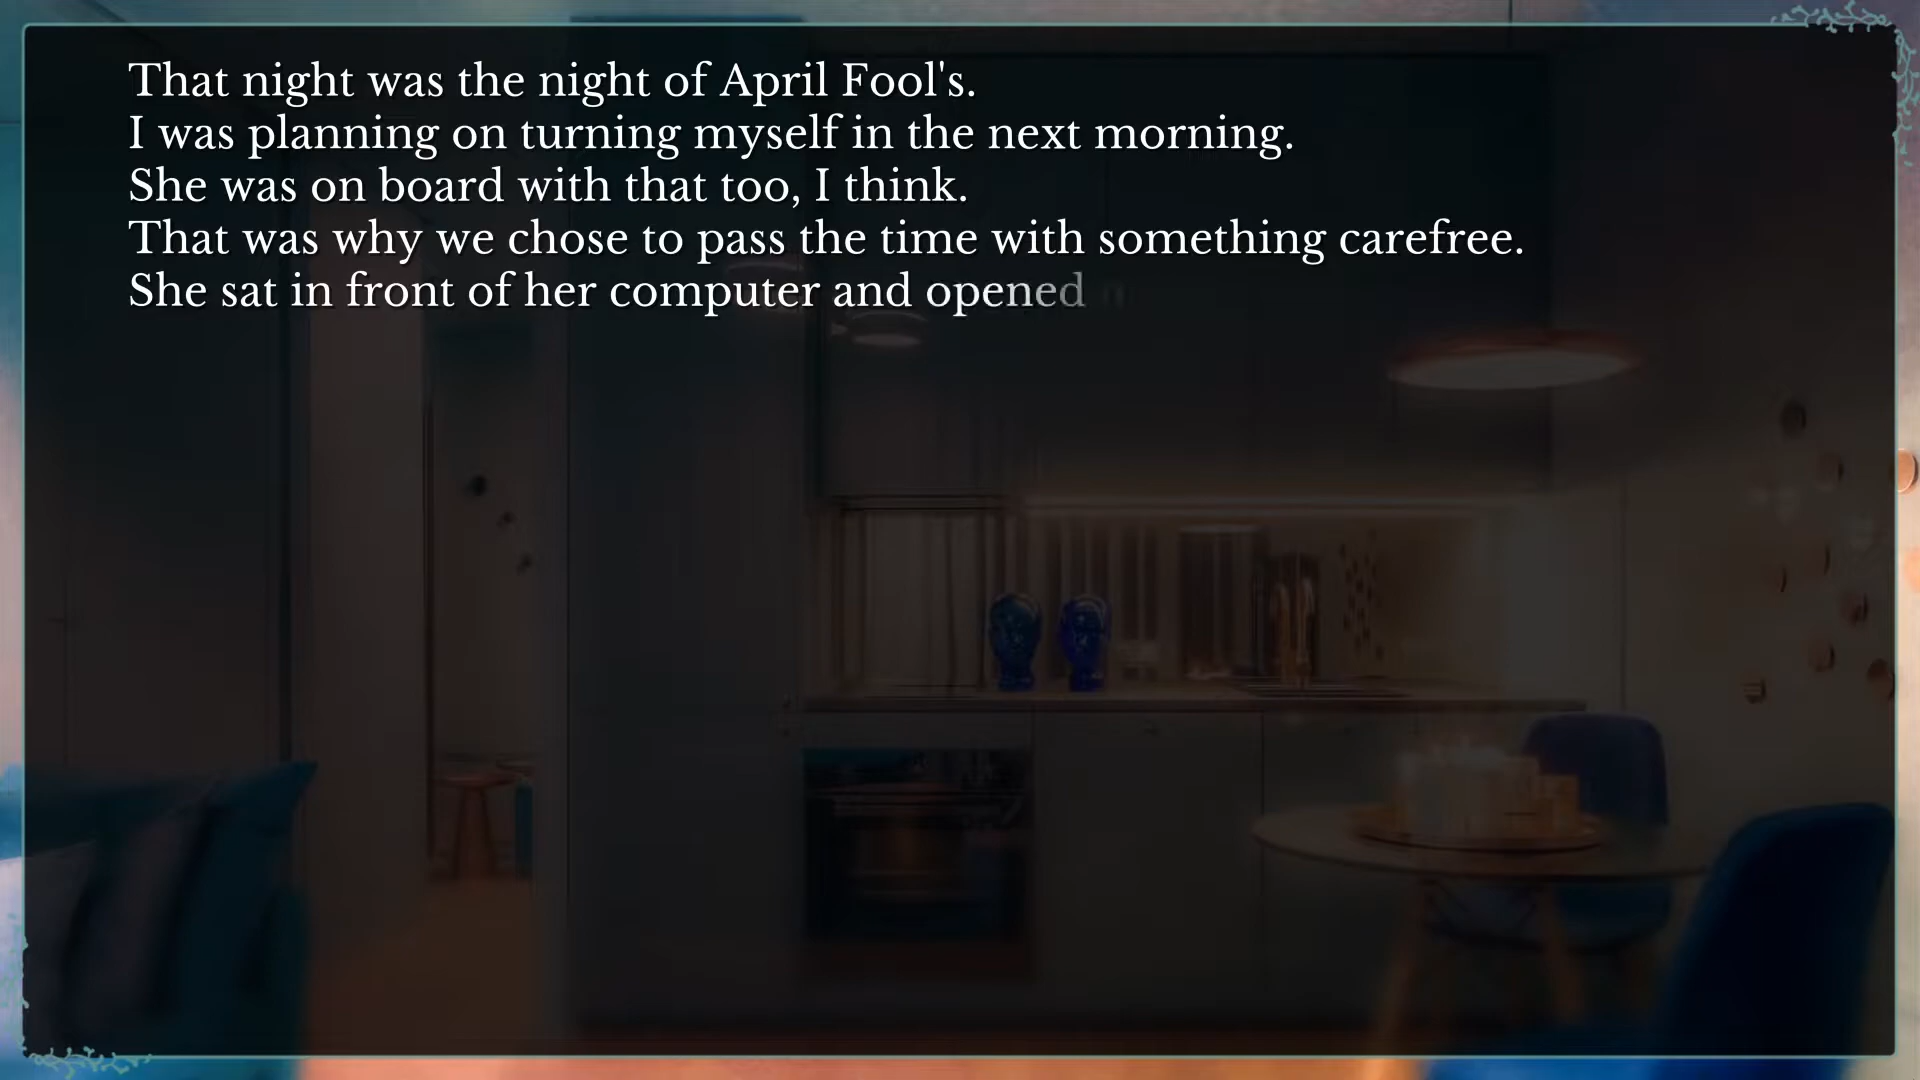 That night was the night of April Fool's.
I was planning on turning myself in the next morning.
She was on board with that too, I think.
That was why we chose to pass the time with something carefree.
She sat in front of her computer and opened